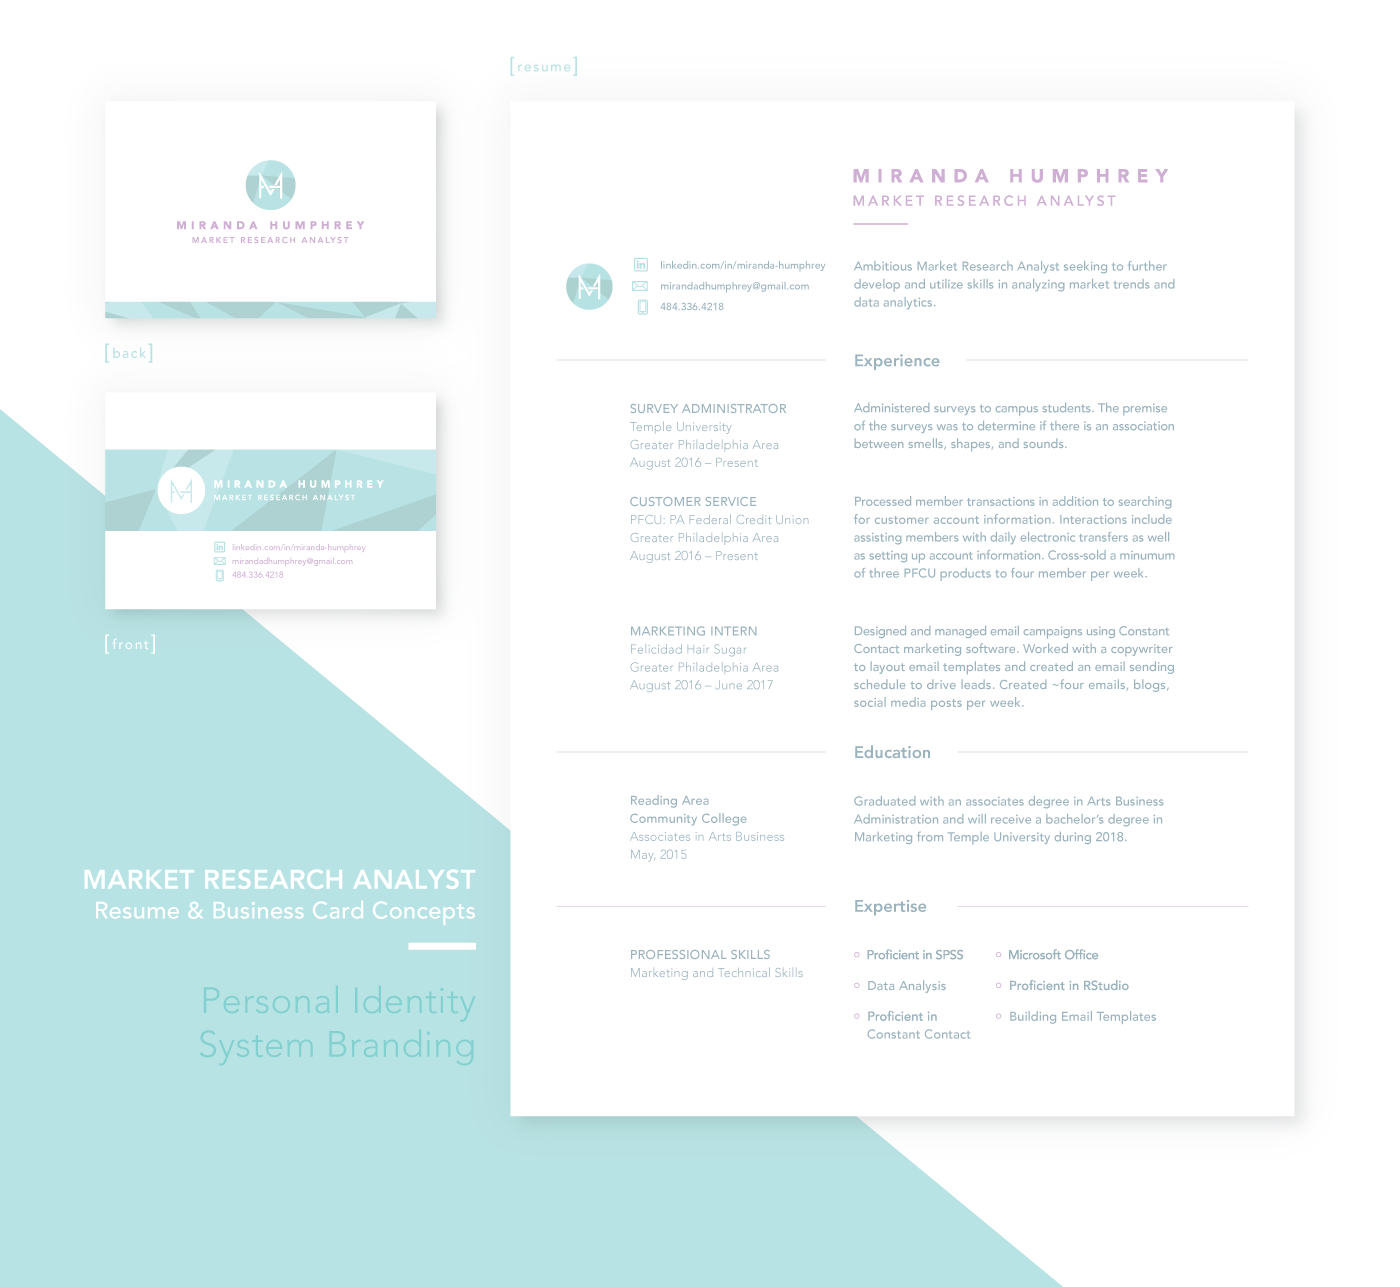 [resume]
MIRANDA HUMPHREY
MARKET RESEARCH ANALYST
[back]
MIRANDA HUMPHREY
MARKET RESEARCH ANALYST
linkedin.com/in/miranda-humphrey
mirandadhumphrey@gmail.com
484.336.4218
[front]
MARKET RESEARCH ANALYST
Resume & Business Card Concepts
Personal Identity
System Branding
MIRANDA HUMPHREY
MARKET RESEARCH ANALYST
linkedin.com/in/miranda-humphrey
mirandadhumphrey@gmail.com
484.336.4218
Ambitious Market Research Analyst seeking to further
develop and utilize skills in analyzing market trends and
data analytics.
Experience
SURVEY ADMINISTRATOR
Temple University
Greater Philadelphia Area
August 2016 – Present
Administered surveys to campus students. The premise
of the surveys was to determine if there is an association
between smells, shapes, and sounds.
CUSTOMER SERVICE
PFCU: PA Federal Credit Union
Greater Philadelphia Area
August 2016 – Present
Processed member transactions in addition to searching
for customer account information. Interactions include
assisting members with daily electronic transfers as well
as setting up account information. Cross-sold a minumum
of three PFCU products to four member per week.
MARKETING INTERN
Felicidad Hair Sugar
Greater Philadelphia Area
August 2016 – June 2017
Designed and managed email campaigns using Constant
Contact marketing software. Worked with a copywriter
to layout email templates and created an email sending
schedule to drive leads. Created ~four emails, blogs,
social media posts per week.
Education
Reading Area
Community College
Associates in Arts Business
May, 2015
Graduated with an associates degree in Arts Business
Administration and will receive a bachelor's degree in
Marketing from Temple University during 2018.
Expertise
PROFESSIONAL SKILLS
Marketing and Technical Skills
Proficient in SPSS
Data Analysis
Proficient in
Constant Contact
Microsoft Office
Proficient in RStudio
Building Email Templates